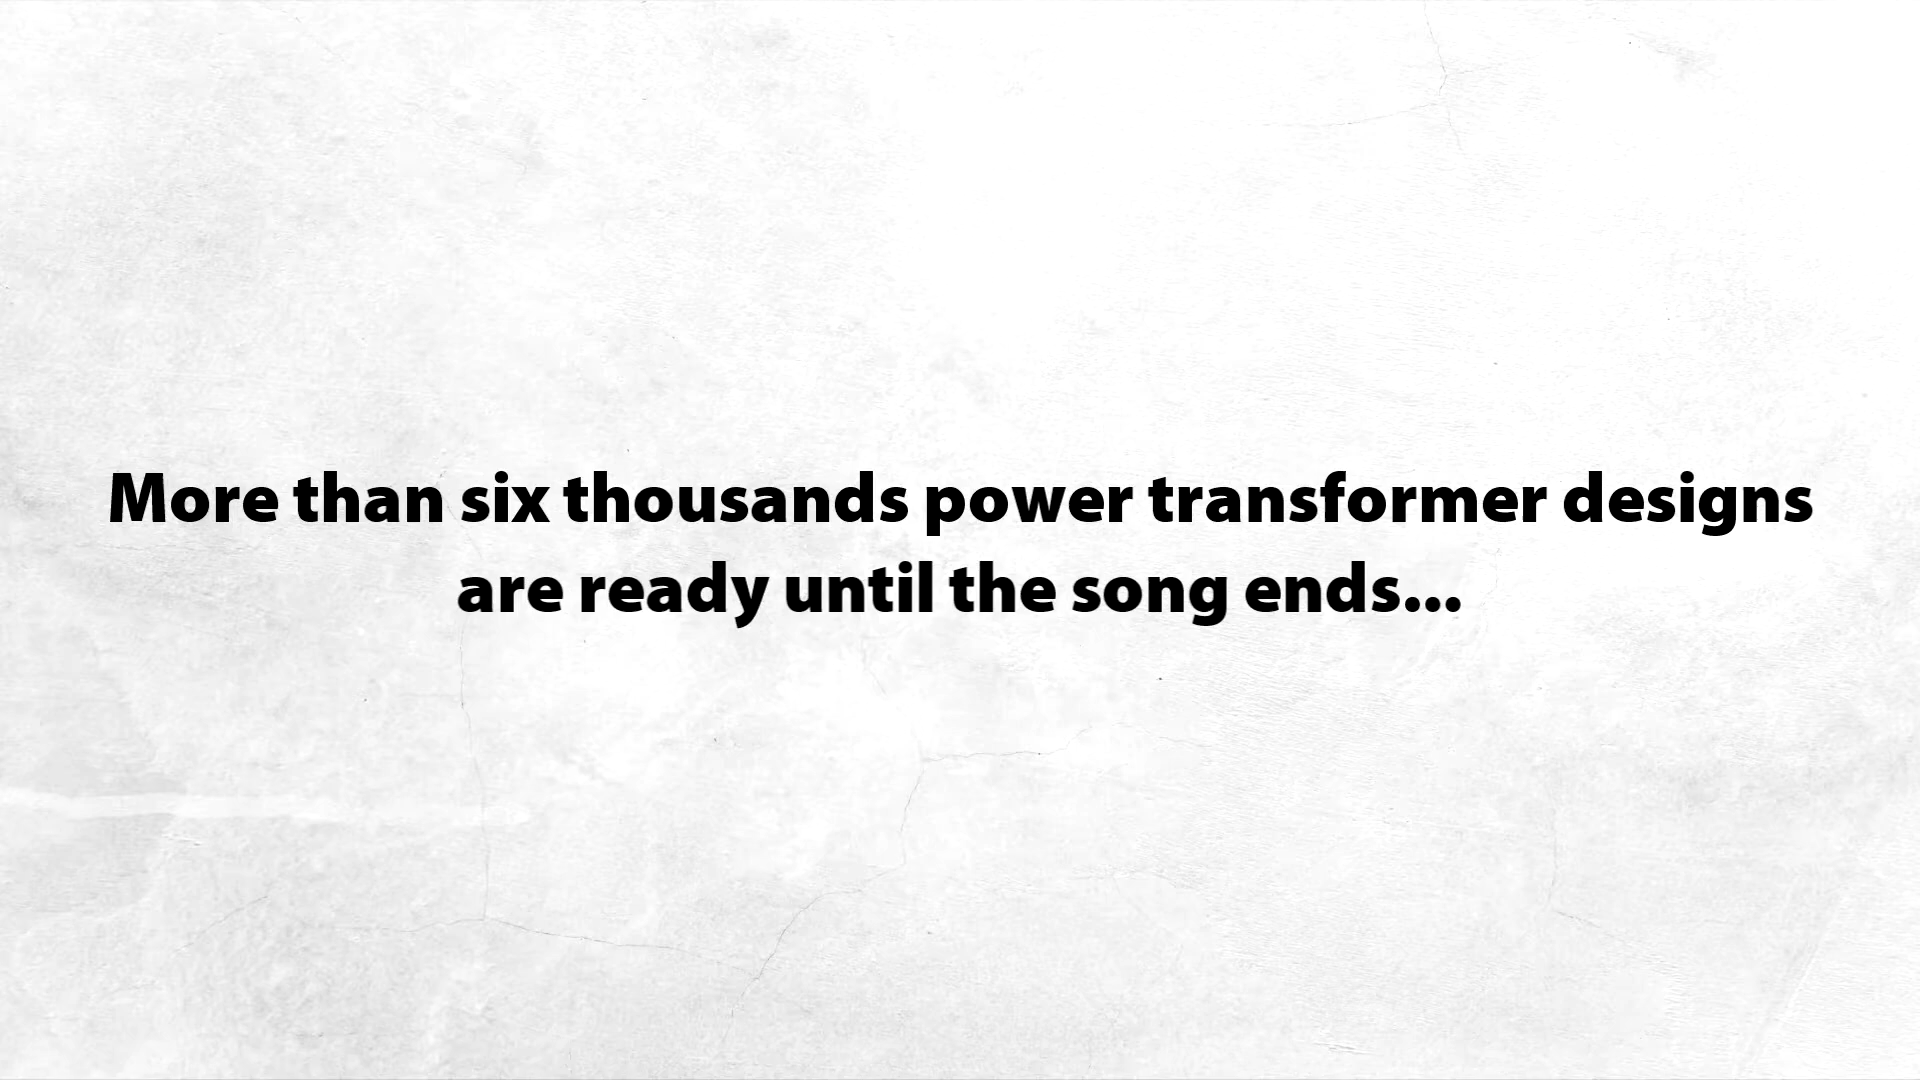 More than six thousands power transformer designs
are ready until the song ends...